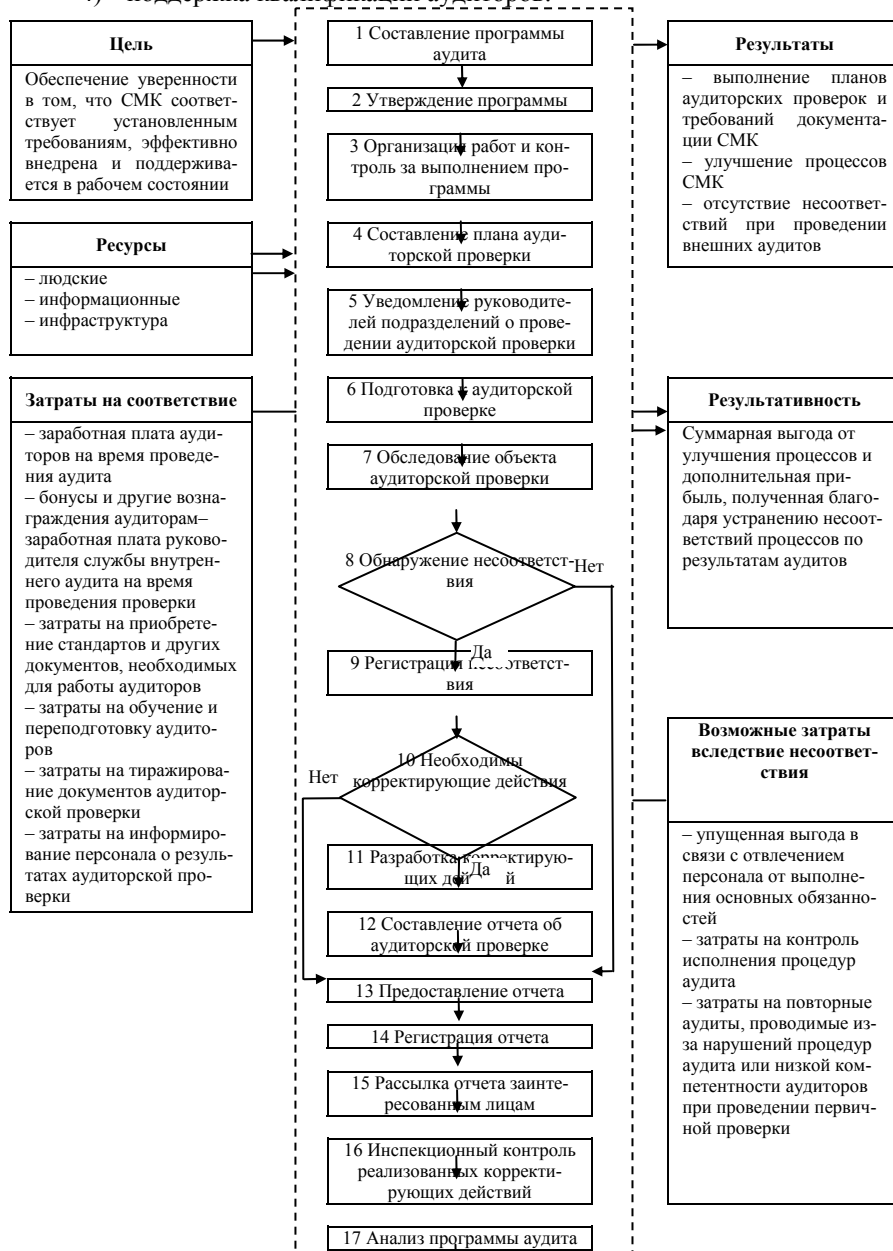 4) поддержка квалификации аудиторов.
Цель
Обеспечение уверенности
в том, что СМК соответ-
ствует установленным
требованиям, эффективно
внедрена и поддержива-
ется в рабочем состоянии
Ресурсы
– людские
– информационные
– инфраструктура
Затраты на соответствие
– заработная плата ауди-
торов на время проведе-
ния аудита
– бонусы и другие возна-
граждения аудиторам–
заработная плата руково-
дителя службы внутрен-
него аудита на время
проведения проверки
– затраты на приобрете-
ние стандартов и других
документов, необходимых
для работы аудиторов
– затраты на обучение и
переподготовку аудито-
ров
– затраты на тиражирова-
ние документов аудитор-
ской проверки
– затраты на информиро-
вание персонала о резуль-
татах аудиторской про-
верки
1 Составление программы
аудита
2 Утверждение программы
3 Организация работ и кон-
троль за выполнением про-
граммы
4 Составление плана ауди-
торской проверки
5 Уведомление руководите-
лей подразделений о прове-
дении аудиторской проверки
6 Подготовка к аудиторской
проверке
7 Обследование объекта
аудиторской проверки
8 Обнаружение несоответст-
вия
Нет
Да
9 Регистрация несоответст-
вия
10 Необходимы
корректирующие действия
Нет
Да
11 Разработка корректирую-
щих действий
12 Составление отчета об
аудиторской проверке
13 Предоставление отчета
14 Регистрация отчета
15 Рассылка отчета заинте-
ресованным лицам
16 Инспекционный контроль
реализованных корректи-
рующих действий
17 Анализ программы аудита
Результаты
– выполнение планов
аудиторских проверок и
требований документа-
ции СМК
– улучшение процессов
СМК
– отсутствие несоответ-
ствий при проведении
внешних аудитов
Результативность
Суммарная выгода от
улучшения процессов и
дополнительная при-
быль, полученная благо-
даря устранению несоот-
ветствий процессов по
результатам аудитов
Возможные затраты
вследствие несоответ-
ствия
– упущенная выгода в
связи с отвлечением
персонала от выполне-
ния основных обязанно-
стей
– затраты на контроль
исполнения процедур
аудита
– затраты на повторные
аудиты, проводимые из-
за нарушений процедур
аудита или низкой ком-
петентности аудиторов
при проведении первич-
ной проверки